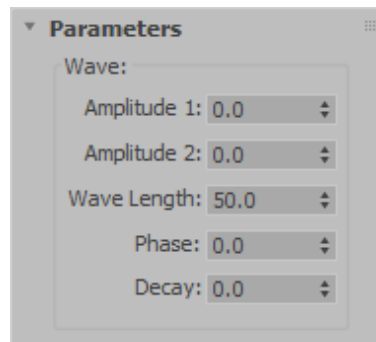 Parameters
Wave:
Amplitude 1: 0.0
Amplitude 2: 0.0
Wave Length: 50.0
Phase: 0.0
Decay: 0.0